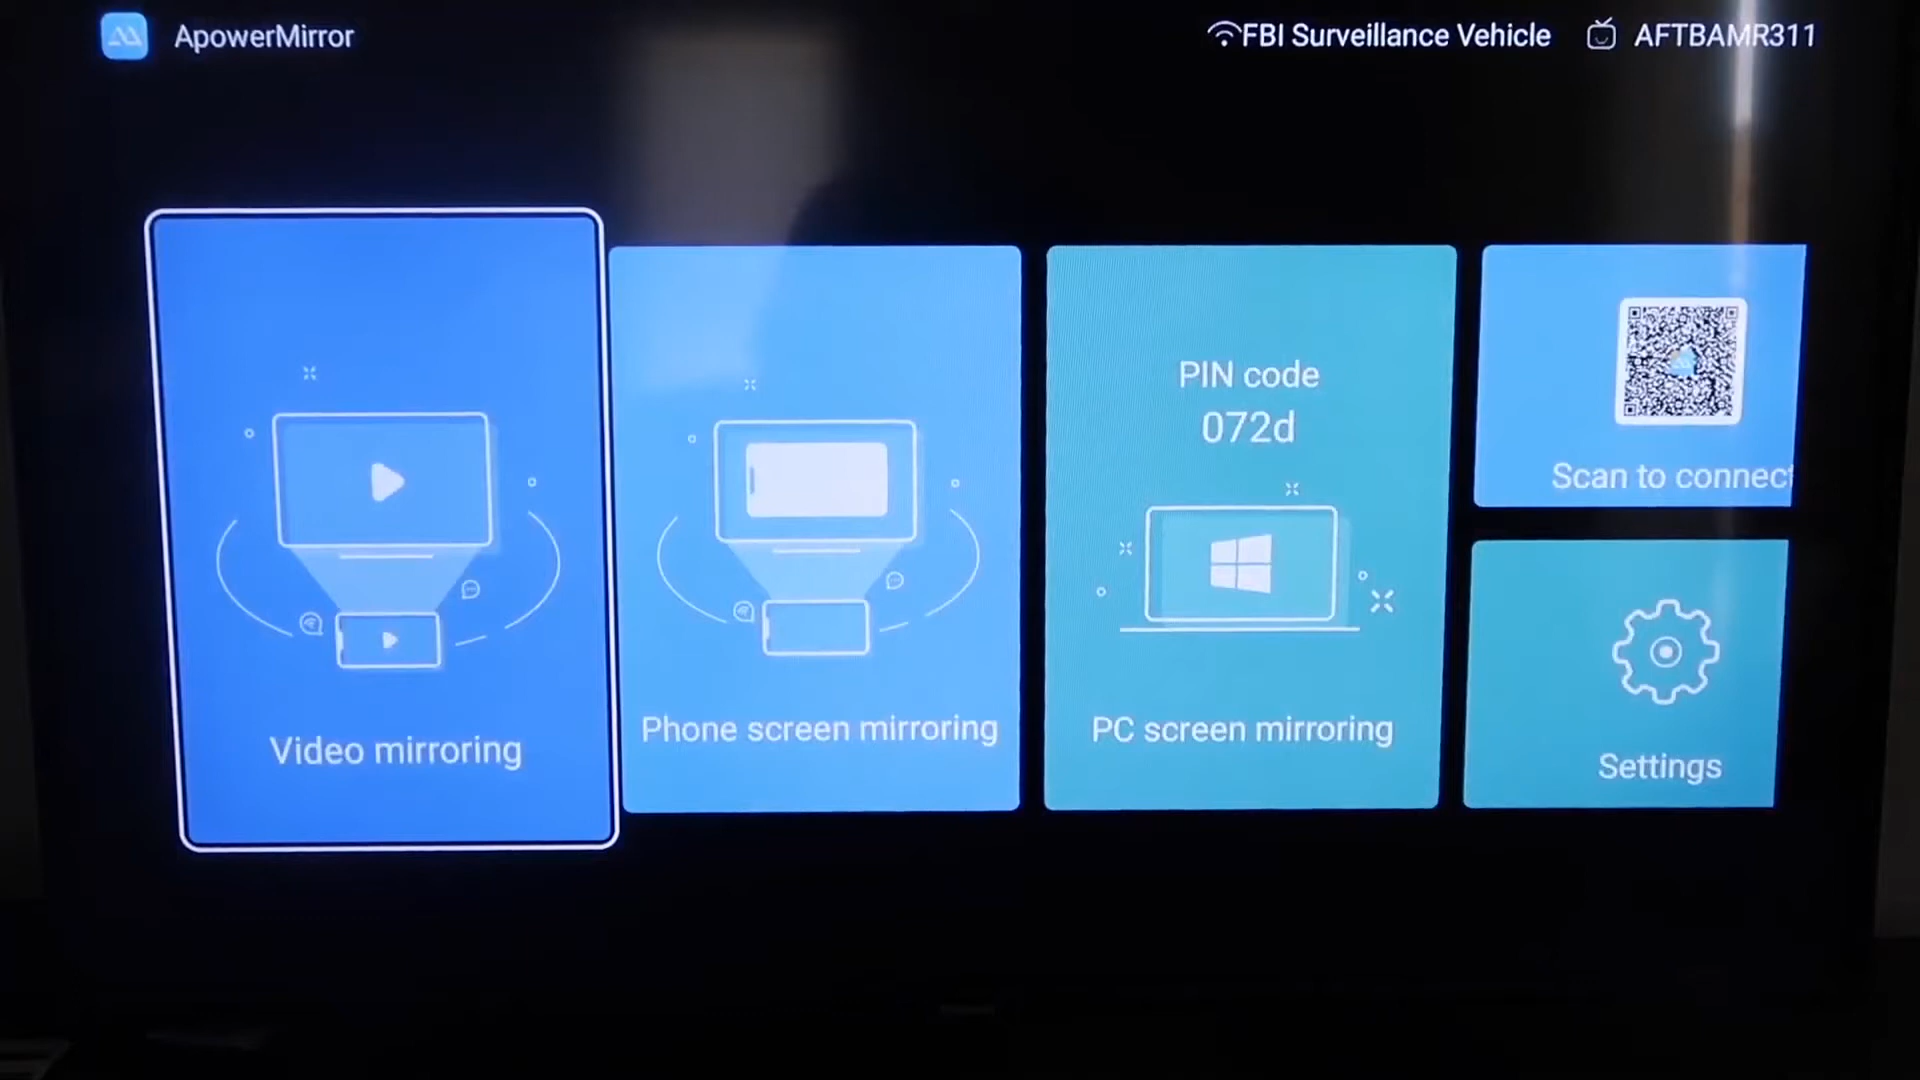 ApowerMirror
FBI Surveillance Vehicle
AFTBAMR311
Video mirroring
Phone screen mirroring
PIN code
072d
PC screen mirroring
Scan to connect
Settings